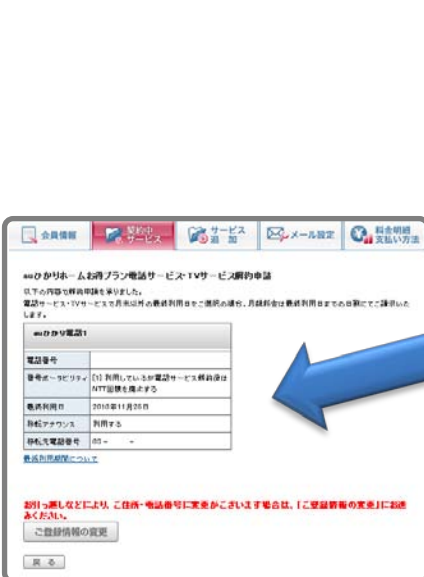 会員情報
契約中
サービス
サービス
追 加
メール設定
料金明細
支払い方法
auひかりホームお得プラン電話サービス・TVサービス解約申請
以下の内容で解約申請を承りました。
電話サービス・TVサービスで月末以外の最終利用日をご選択の場合、月額料金は最終利用日までの日割にてご請求いた
します。
auひかり電話1
電話番号
番号ポータビリティ [1] 利用しているが電話サービス解約後は
NTT回線を廃止する
最終利用日 2010年11月20日
移転アナウンス 利用する
移転先電話番号 03 - -
最低利用期間について
お引っ越しなどにより、ご住所・電話番号に変更がございます場合は、「ご登録情報の変更」にお進
みください。
ご登録情報の変更
戻 る